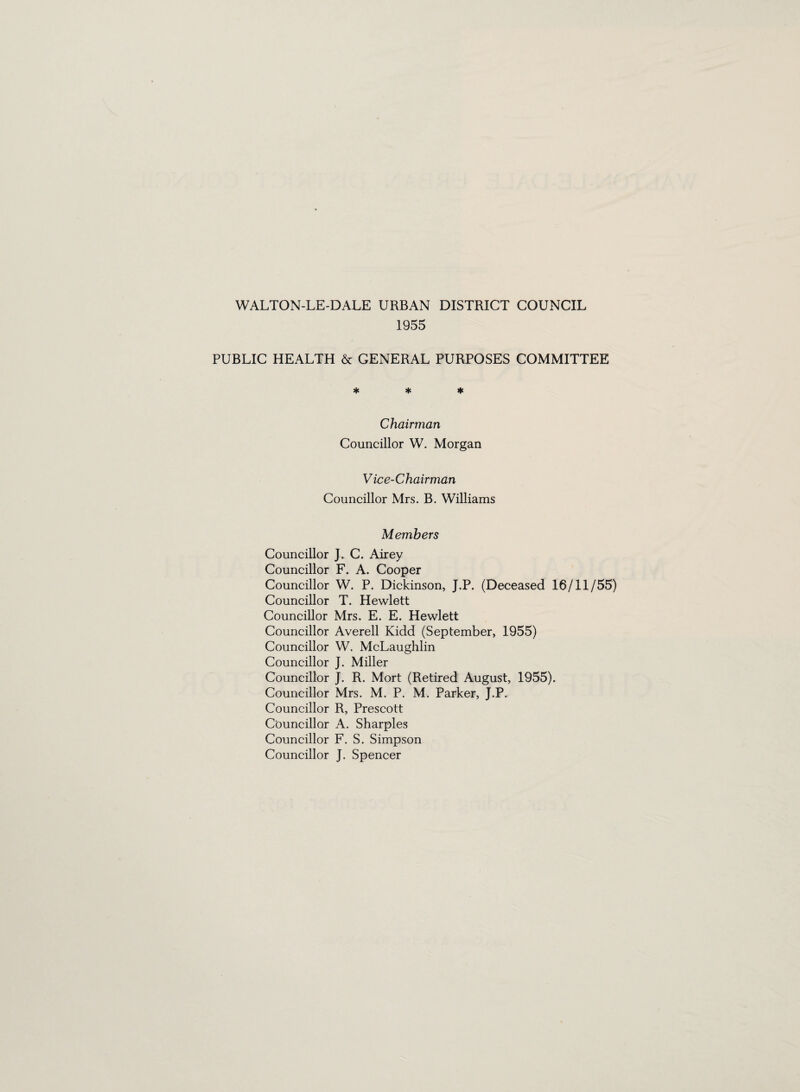 WALTON-LE-DALE URBAN DISTRICT COUNCIL
1955
PUBLIC HEALTH & GENERAL PURPOSES COMMITTEE
* * *
Chairman
Councillor W. Morgan
Vice-Chairman
Councillor Mrs. B. Williams
Members
Councillor J. C. Airey
Councillor F. A. Cooper
Councillor W. P. Dickinson, J.P. (Deceased 16/11/55)
Councillor T. Hewlett
Councillor Mrs. E. E. Hewlett
Councillor Averell Kidd (September, 1955)
Councillor W. McLaughlin
Councillor J. Miller
Councillor J. R. Mort (Retired August, 1955).
Councillor Mrs. M. P. M. Parker, J.P.
Councillor R, Prescott
Councillor A. Sharples
Councillor F. S. Simpson
Councillor J. Spencer